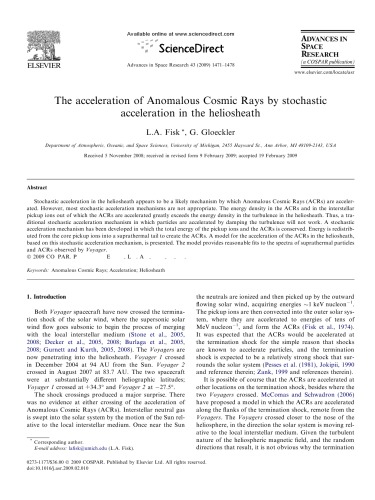 Available online at www.sciencedirect.com
ScienceDirect
ELSEVIER
Advances in Space Research 43 (2009) 1471–1478
ADVANCES IN
SPACE
RESEARCH
(a COSPAR publication)
www.elsevier.com/locate/asr
The acceleration of Anomalous Cosmic Rays by stochastic
acceleration in the heliosheath
L.A. Fisk *, G. Gloeckler
Department of Atmospheric, Oceanic, and Space Sciences, University of Michigan, 2455 Hayward St., Ann Arbor, MI 48109-2143, USA
Received 5 November 2008; received in revised form 9 February 2009; accepted 19 February 2009
Abstract
Stochastic acceleration in the heliosheath appears to be a likely mechanism by which Anomalous Cosmic Rays (ACRs) are acceler-
ated. However, most stochastic acceleration mechanisms are not appropriate. The energy density in the ACRs and in the interstellar
pickup ions out of which the ACRs are accelerated greatly exceeds the energy density in the turbulence in the heliosheath. Thus, a tra-
ditional stochastic acceleration mechanism in which particles are accelerated by damping the turbulence will not work. A stochastic
acceleration mechanism has been developed in which the total energy of the pickup ions and the ACRs is conserved. Energy is redistrib-
uted from the core pickup ions into a suprathermal tail to create the ACRs. A model for the acceleration of the ACRs in the heliosheath,
based on this stochastic acceleration mechanism, is presented. The model provides reasonable fits to the spectra of suprathermal particles
and ACRs observed by Voyager.
© 2009 CO PAR. P E . L . A . . . .
Keywords: Anomalous Cosmic Rays; Acceleration; Heliosheath
1. Introduction
Both Voyager spacecraft have now crossed the termina-
tion shock of the solar wind, where the supersonic solar
wind flow goes subsonic to begin the process of merging
with the local interstellar medium (Stone et al., 2005,
2008; Decker et al., 2005, 2008; Burlaga et al., 2005,
2008; Gurnett and Kurth, 2005, 2008). The Voyagers are
now penetrating into the heliosheath. Voyager 1 crossed
in December 2004 at 94 AU from the Sun. Voyager 2
crossed in August 2007 at 83.7 AU. The two spacecraft
were at substantially different heliographic latitudes;
Voyager 1 crossed at +34.3° and Voyager 2 at −27.5°.
The shock crossings produced a major surprise. There
was no evidence at either crossing of the acceleration of
Anomalous Cosmic Rays (ACRs). Interstellar neutral gas
is swept into the solar system by the motion of the Sun rel-
ative to the local interstellar medium. Once near the Sun
* Corresponding author.
E-mail address: lafisk@umich.edu (L.A. Fisk).
the neutrals are ionized and then picked up by the outward
flowing solar wind, acquiring energies ∼1 keV nucleon⁻¹.
The pickup ions are then convected into the outer solar sys-
tem, where they are accelerated to energies of tens of
MeV nucleon⁻¹, and form the ACRs (Fisk et al., 1974).
It was expected that the ACRs would be accelerated at
the termination shock for the simple reason that shocks
are known to accelerate particles, and the termination
shock is expected to be a relatively strong shock that sur-
rounds the solar system (Pesses et al. (1981), Jokipii, 1990
and reference therein; Zank, 1999 and references therein).
It is possible of course that the ACRs are accelerated at
other locations on the termination shock, besides where the
two Voyagers crossed. McComas and Schwadron (2006)
have proposed a model in which the ACRs are accelerated
along the flanks of the termination shock, remote from the
Voyagers. The Voyagers crossed closer to the nose of the
heliosphere, in the direction the solar system is moving rel-
ative to the local interstellar medium. Given the turbulent
nature of the heliospheric magnetic field, and the random
directions that result, it is not obvious why the termination
0273-1177/$36.00 © 2009 COSPAR. Published by Elsevier Ltd. All rights reserved.
doi:10.1016/j.asr.2009.02.010